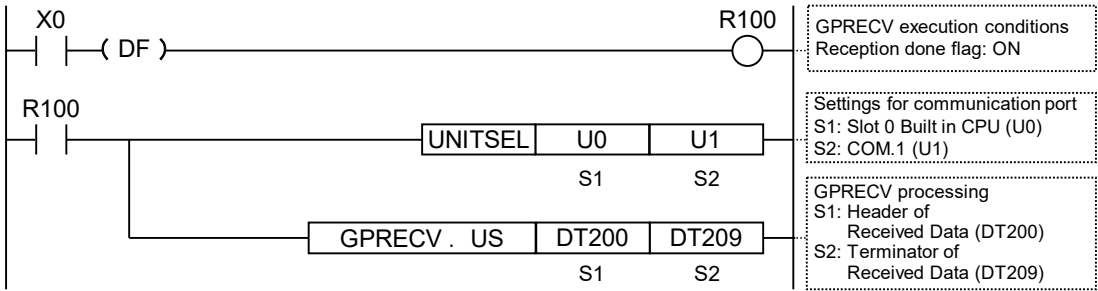 X0
( DF )
R100
GPRECV execution conditions
Reception done flag: ON
R100
UNITSEL U0 U1
S1 S2
Settings for communication port
S1: Slot 0 Built in CPU (U0)
S2: COM.1 (U1)
GPRECV . US DT200 DT209
S1 S2
GPRECV processing
S1: Header of
Received Data (DT200)
S2: Terminator of
Received Data (DT209)